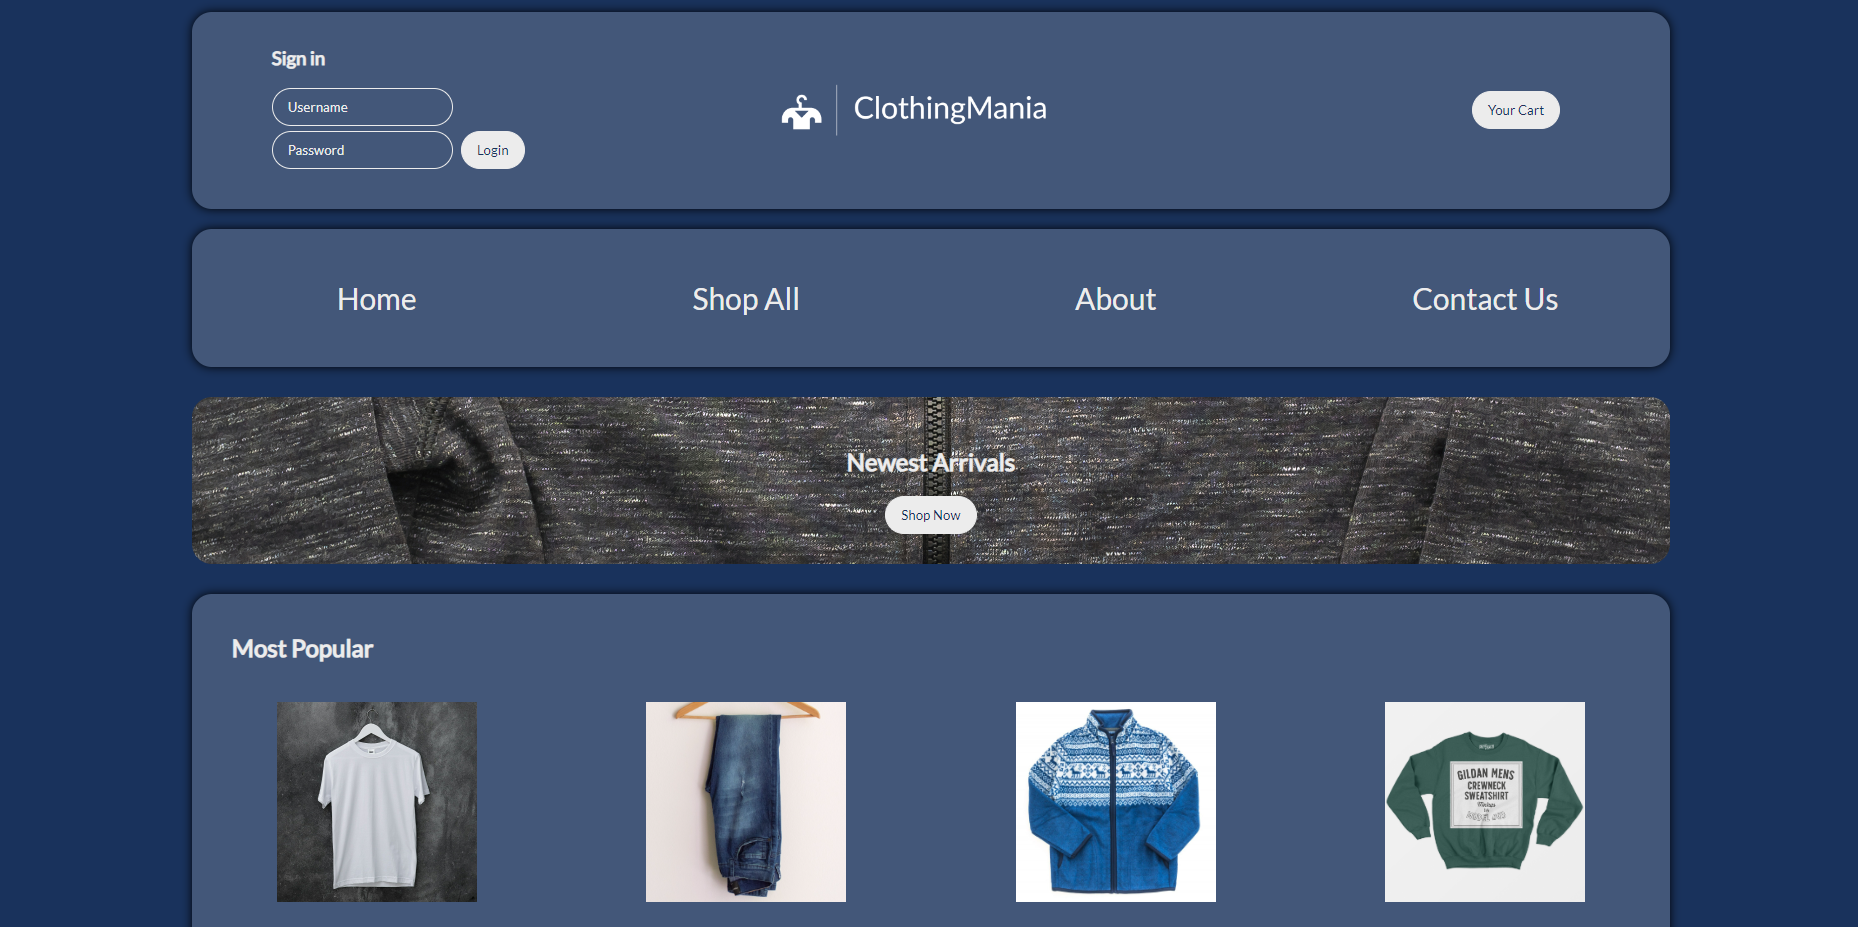 Sign in
Username
Password
Login
ClothingMania
Your Cart
Home
Shop All
About
Contact Us
Newest Arrivals
Shop Now
Most Popular
GILDAN MENS
CREWNECK
SWEATSHIRT
Mockups